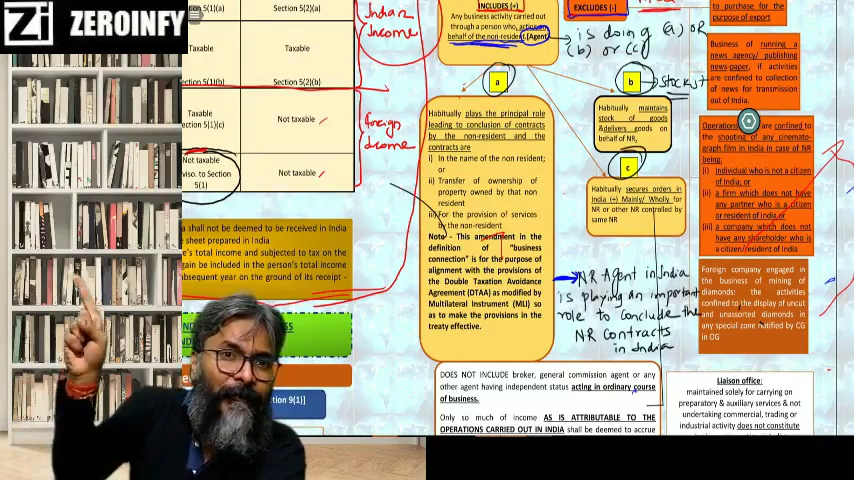 Zi ZEROINFY
Section 5(1)(a)
Section 5(2)(a)
Indian
Income
Taxable
Taxable
Section 5(1)(b)
Section 5(2)(b)
Taxable
Section 5(1)(c)
Not taxable
Foreign
Income
Not taxable
Proviso to Section
5(1)
Not taxable
a shall not be deemed to be received in India
e sheet prepared in India
e's total income and subjected to tax on the
again be included in the person's total income
ubsequent year on the ground of its receipt -
ection 9(1)]
INCLUDES (+)
Any business activity carried out
through a person who, acting on
behalf of the non-resident [Agent]
EXCLUDES [-]
is doing (a) or
(b) or (c)
a
b
Stockist
Habitually plays the principal role
leading to conclusion of contracts
by the non-resident and the
contracts are
i) In the name of the non resident;
or
ii) Transfer of ownership of
property owned by that non
resident
iii) For the provision of services
by the non-resident
Note - This amendment in the
definition of "business
connection" is for the purpose of
alignment with the provisions of
the Double Taxation Avoidance
Agreement (DTAA) as modified by
Multilateral Instrument (MLI) so
as to make the provisions in the
treaty effective.
Habitually maintains
stock of goods
&delivers goods on
behalf of NR.
c
Habitually secures orders in
India (+) Mainly/ Wholly for
NR or other NR controlled by
same NR
NR Agent in India
is playing an important
role to conclude the
NR Contracts
in India
DOES NOT INCLUDE broker, general commission agent or any
other agent having independent status acting in ordinary course
of business.
Only so much of income AS IS ATTRIBUTABLE TO THE
OPERATIONS CARRIED OUT IN INDIA shall be deemed to accrue
to purchase for the
purpose of export
Business of running a
news agency/ publishing
news-paper, if activities
are confined to collection
of news for transmission
out of India.
Operations are confined to
the shooting of any cinemato-
graph film in India in case of NR
being:
(i) Individual who is not a citizen
of India; or
(ii) a firm which does not have
any partner who is a citizen
or resident of India or
(iii) a company which does not
have any shareholder who is a
citizen/resident of India
Foreign company engaged in
the business of mining of
diamonds: the activities
confined to the display of uncut
and unassorted diamonds in
any special zone notified by CG
in OG
Liaison office:
maintained solely for carrying on
preparatory & auxiliary services & not
undertaking commercial, trading or
industrial activity does not constitute